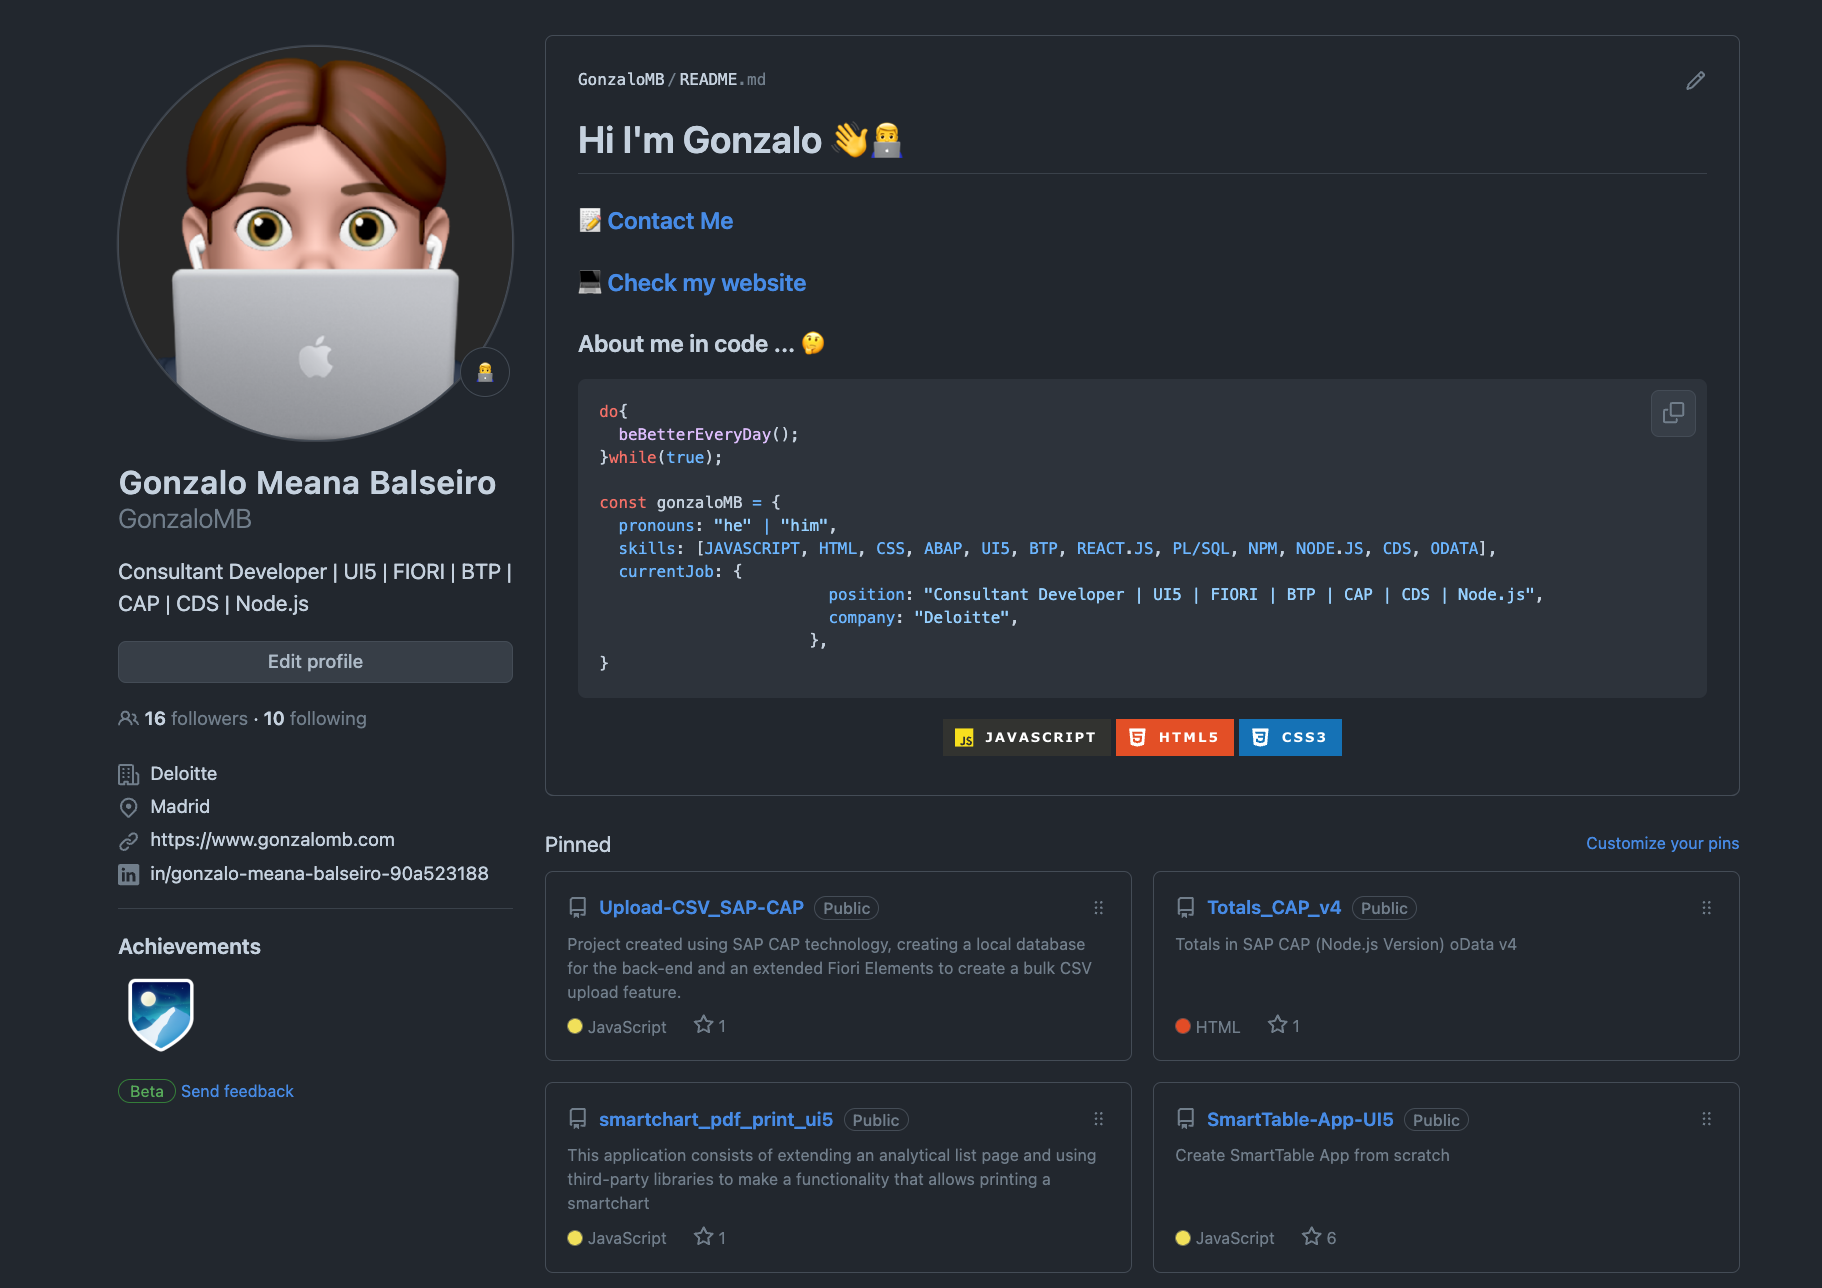 Gonzalo Meana Balseiro
GonzaloMB
Consultant Developer | UI5 | FIORI | BTP |
CAP | CDS | Node.js
Edit profile
16 followers · 10 following
Deloitte
Madrid
https://www.gonzalomb.com
in/gonzalo-meana-balseiro-90a523188
Achievements
Beta Send feedback
GonzaloMB/README.md
Hi I'm Gonzalo 👋👨‍💻
📝 Contact Me
💻 Check my website
About me in code ... 🤔
do{
  beBetterEveryDay();
}while(true);
const gonzaloMB = {
  pronouns: "he" | "him",
  skills: [JAVASCRIPT, HTML, CSS, ABAP, UI5, BTP, REACT.JS, PL/SQL, NPM, NODE.JS, CDS, ODATA],
  currentJob: {
                        position: "Consultant Developer | UI5 | FIORI | BTP | CAP | CDS | Node.js",
                        company: "Deloitte",
                      },
}
JS JAVASCRIPT 5 HTML5 3 CSS3
Pinned
Customize your pins
Upload-CSV_SAP-CAP Public
Project created using SAP CAP technology, creating a local database
for the back-end and an extended Fiori Elements to create a bulk CSV
upload feature.
JavaScript 1
Totals_CAP_v4 Public
Totals in SAP CAP (Node.js Version) oData v4
HTML 1
smartchart_pdf_print_ui5 Public
This application consists of extending an analytical list page and using
third-party libraries to make a functionality that allows printing a
smartchart
JavaScript 1
SmartTable-App-UI5 Public
Create SmartTable App from scratch
JavaScript 6